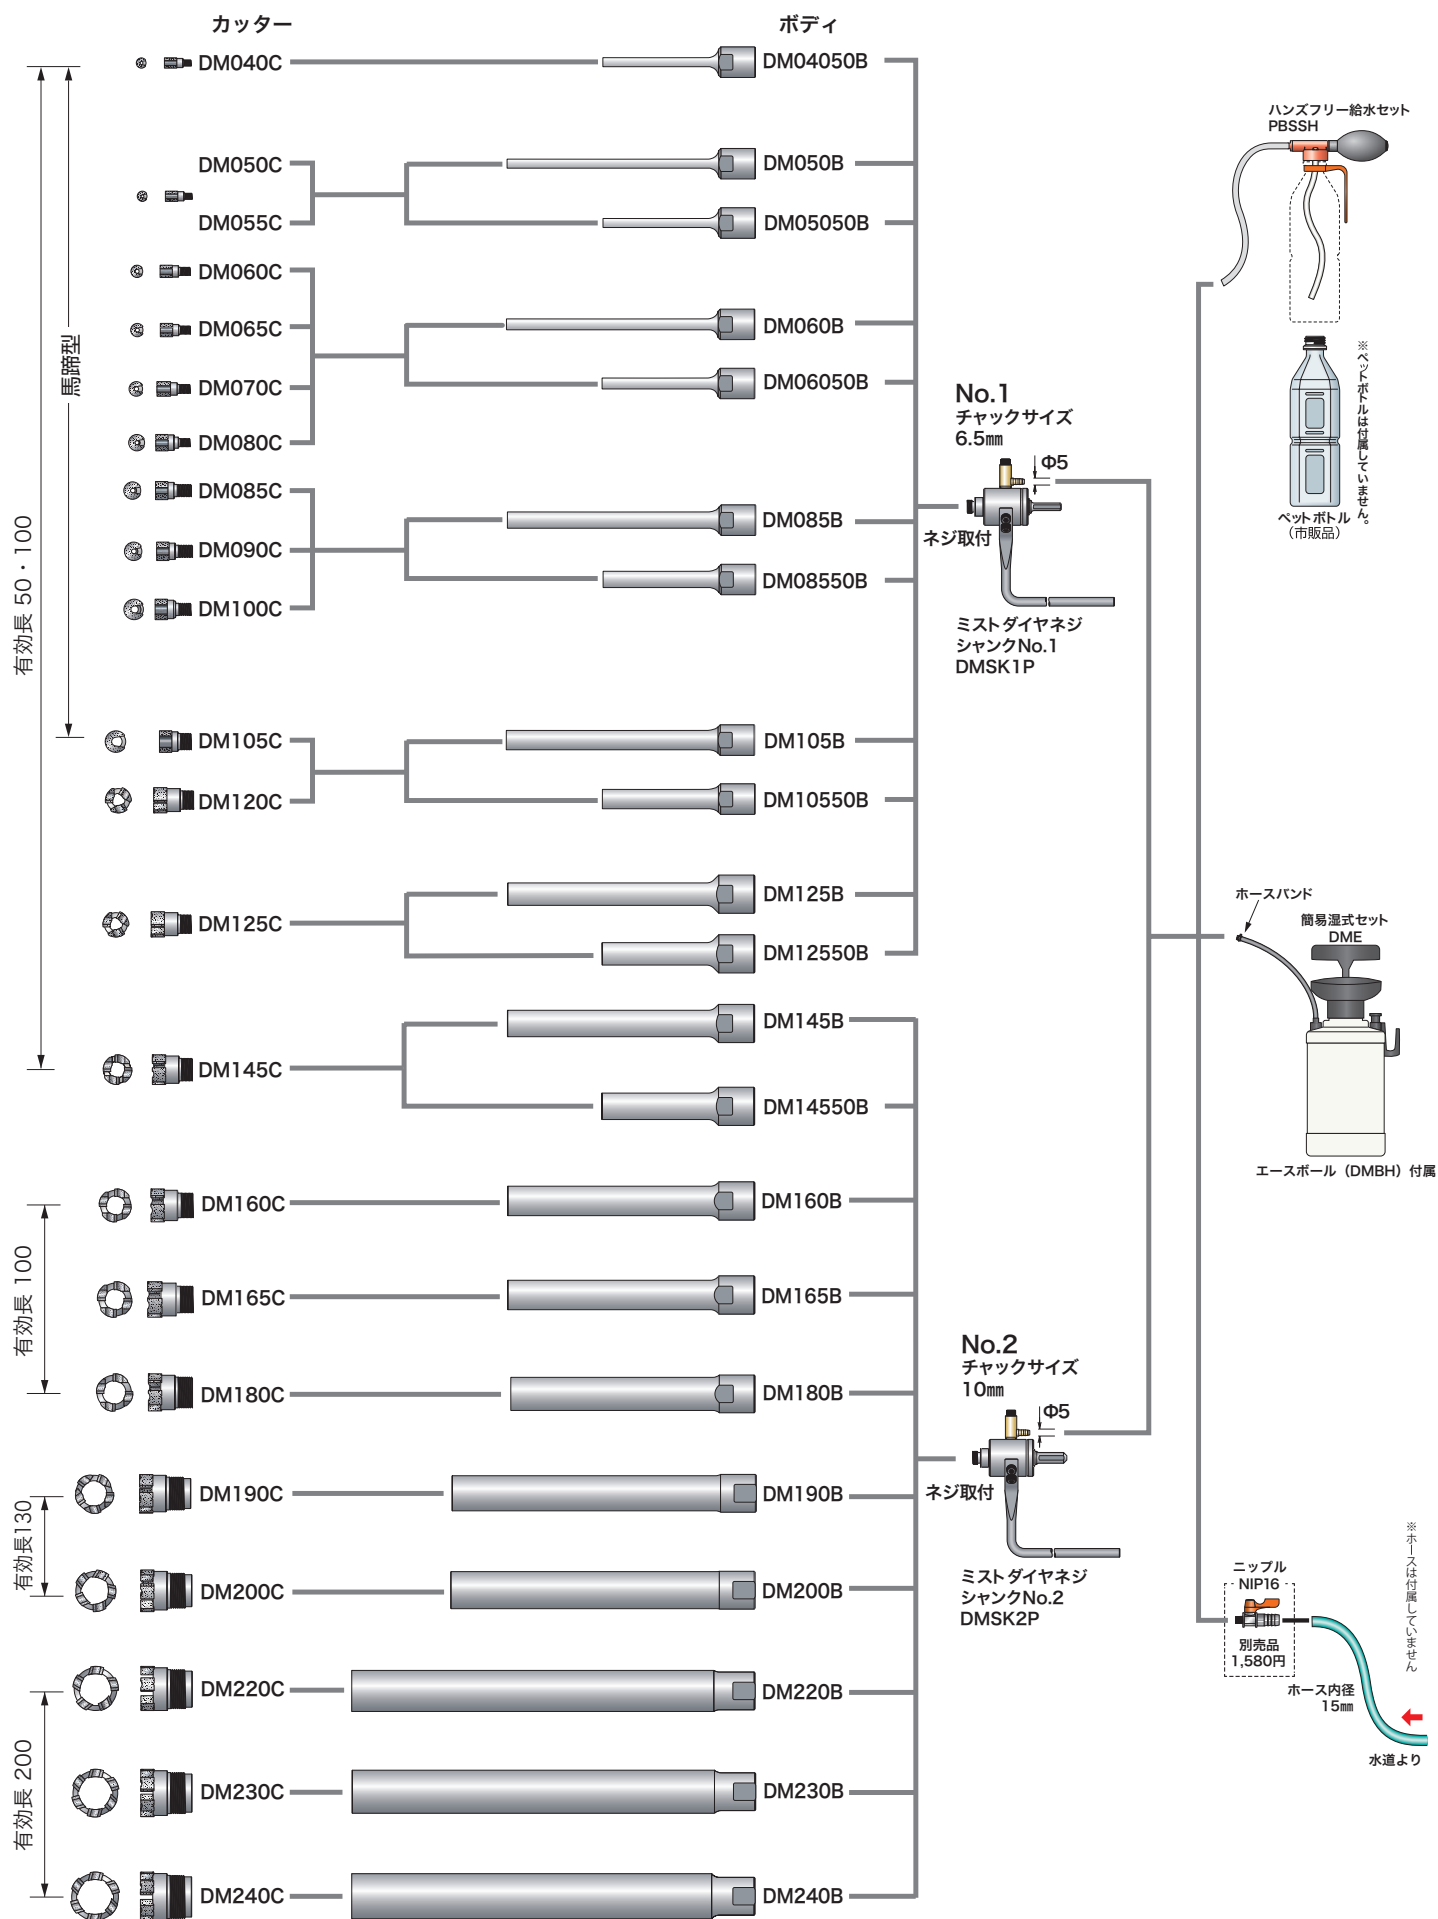 カッター
ボディ
DM040C
DM04050B
DM050C
DM055C
DM050B
DM05050B
DM060C
DM065C
DM070C
DM080C
DM060B
DM06050B
DM085C
DM090C
DM100C
DM085B
DM08550B
DM105C
DM120C
DM105B
DM10550B
DM125C
DM125B
DM12550B
DM145C
DM145B
DM14550B
DM160C
DM160B
DM165C
DM165B
DM180C
DM180B
DM190C
DM190B
DM200C
DM200B
DM220C
DM220B
DM230C
DM230B
DM240C
DM240B
馬蹄型
有効長 50・100
有効長 100
有効長130
有効長 200
No.1
チャックサイズ
6.5㎜
Φ5
ネジ取付
ミストダイヤネジ
シャンクNo.1
DMSK1P
No.2
チャックサイズ
10㎜
Φ5
ネジ取付
ミストダイヤネジ
シャンクNo.2
DMSK2P
ハンズフリー給水セット
PBSSH
※ペットボトルは付属していません。
ペットボトル
（市販品）
ホースバンド
簡易湿式セット
DME
エースボール（DMBH）付属
ニップル
NIP16
別売品
1,580円
※ホースは付属していません
ホース内径
15㎜
水道より